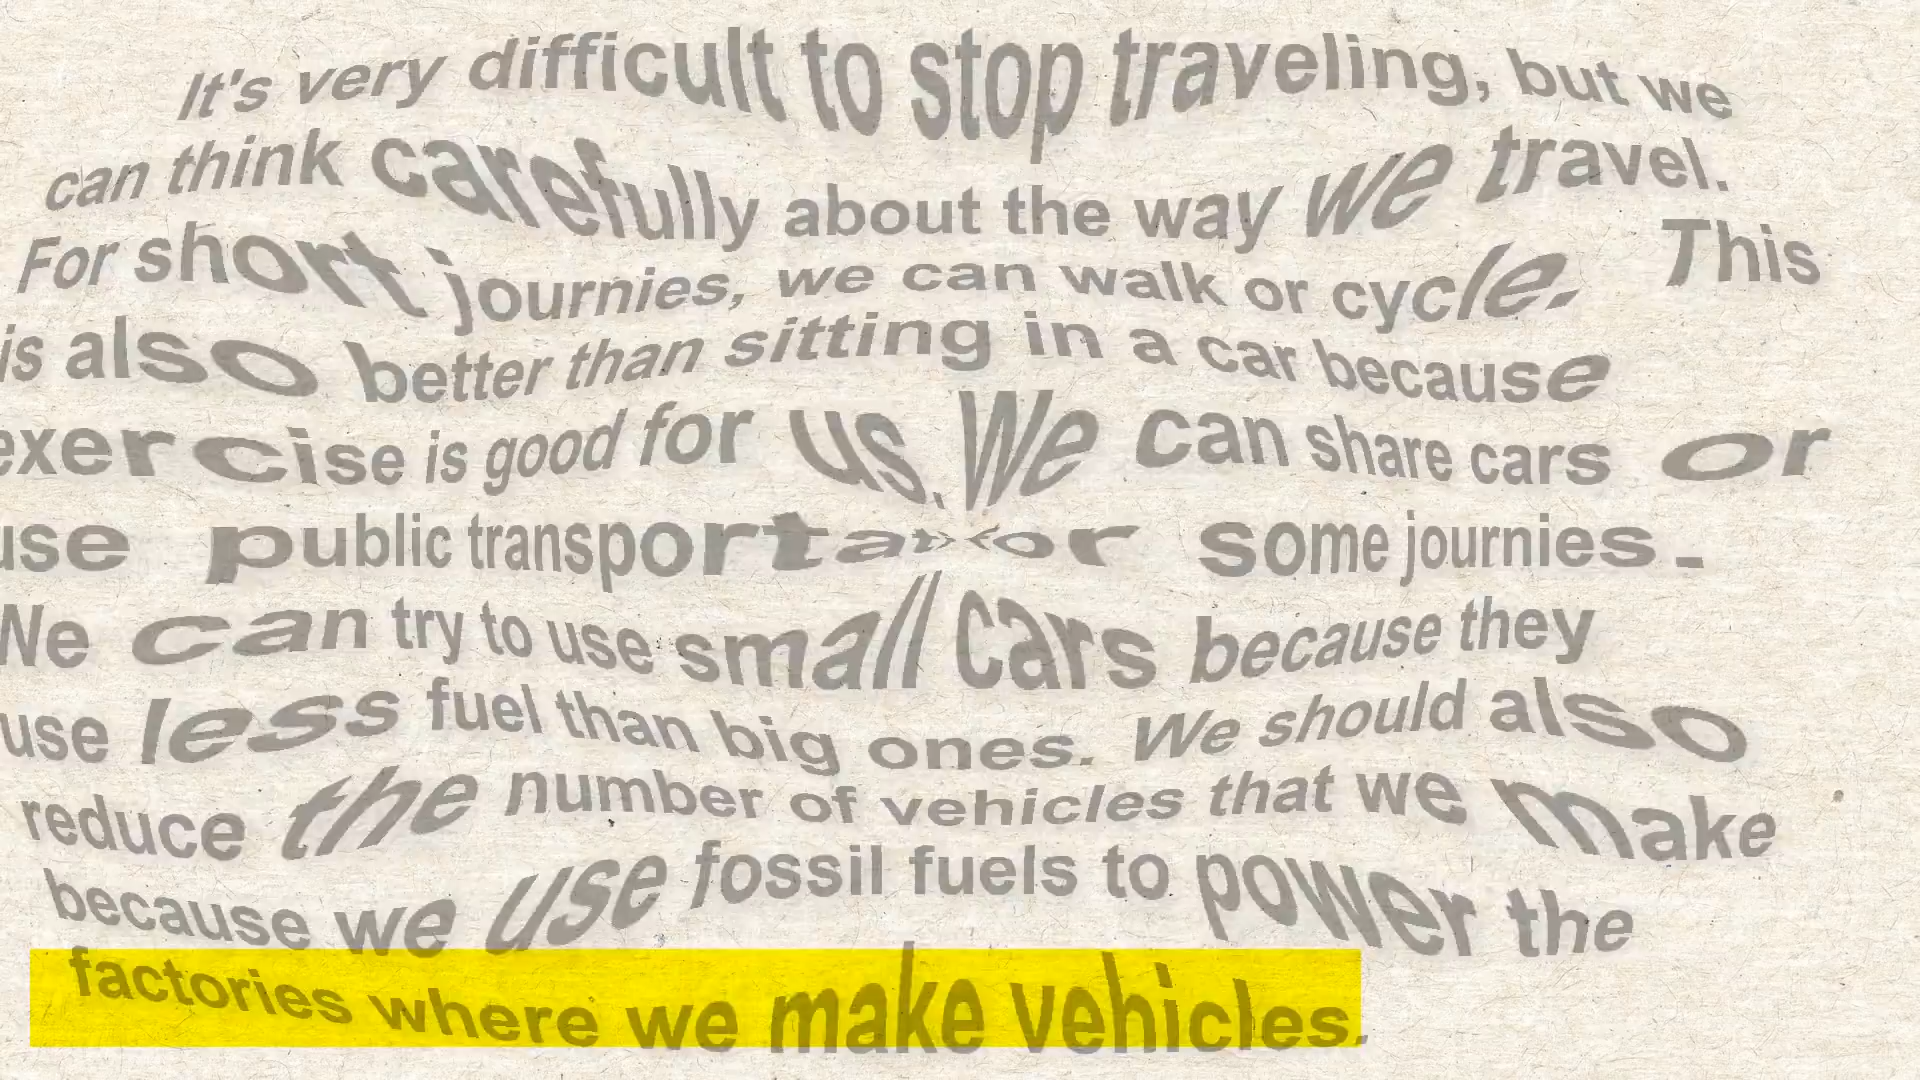 It's very difficult to stop traveling, but we
can think carefully about the way we travel.
For short journies, we can walk or cycle. This
is also better than sitting in a car because
exercise is good for us. We can share cars or
use public transport for some journies.
We can try to use small cars because they
use less fuel than big ones. We should also
reduce the number of vehicles that we make
because we use fossil fuels to power the
factories where we make vehicles.